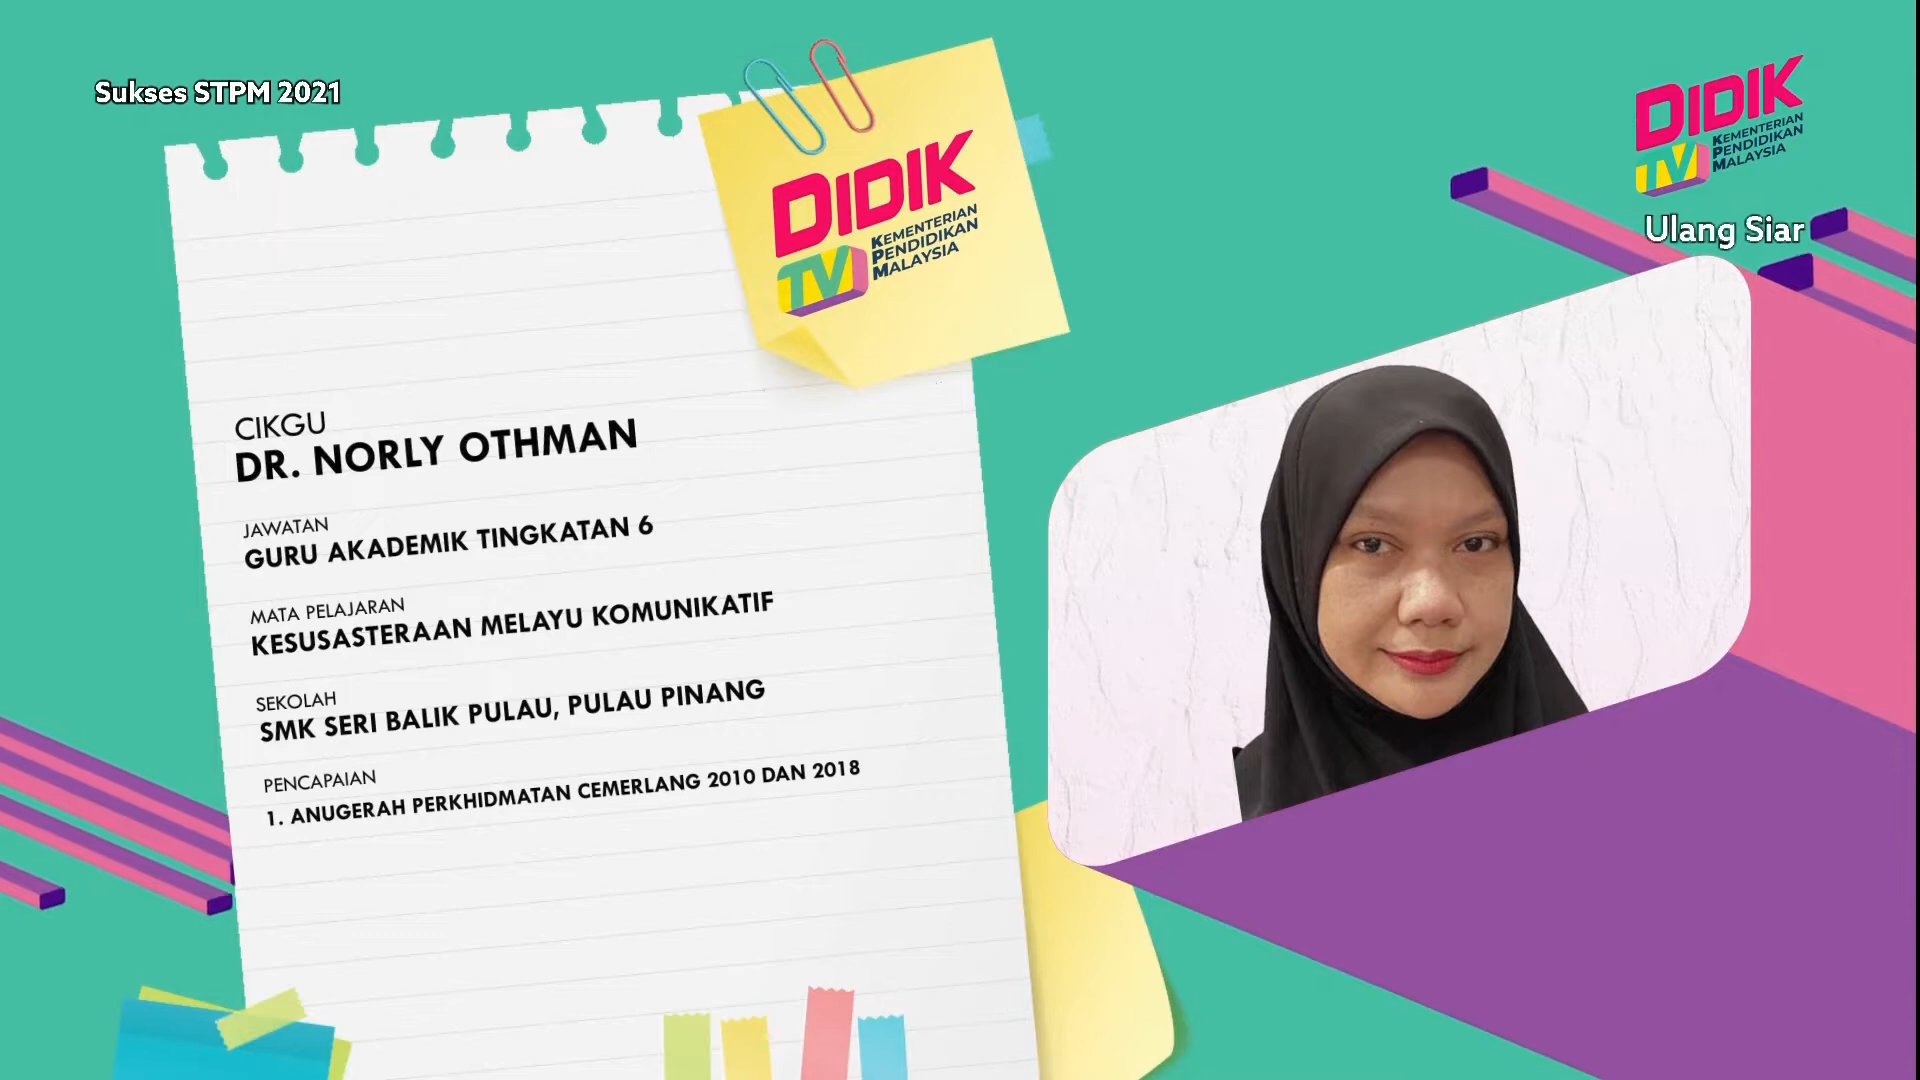 Sukses STPM 2021
DIDIK
TV
KEMENTERIAN
PENDIDIKAN
MALAYSIA
DIDIK
TV
KEMENTERIAN
PENDIDIKAN
MALAYSIA
Ulang Siar
CIKGU
DR. NORLY OTHMAN
JAWATAN
GURU AKADEMIK TINGKATAN 6
MATA PELAJARAN
KESUSASTERAAN MELAYU KOMUNIKATIF
SEKOLAH
SMK SERI BALIK PULAU, PULAU PINANG
PENCAPAIAN
1. ANUGERAH PERKHIDMATAN CEMERLANG 2010 DAN 2018